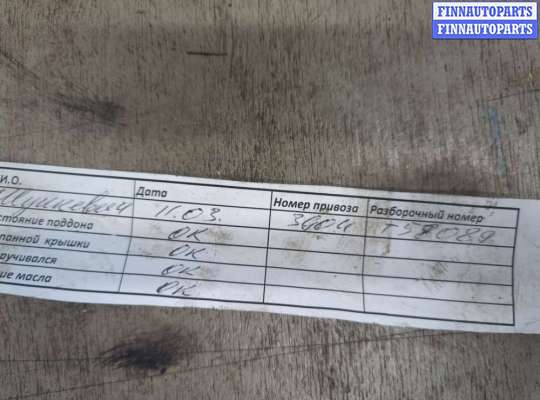 FINNAUTOPARTS
FINNAUTOPARTS
И.О. Дата Номер привоза Разборочный номер
11.03. 3904
стояние поддона ОК
панной крышки ОК
ручивался ОК
ие масла ОК